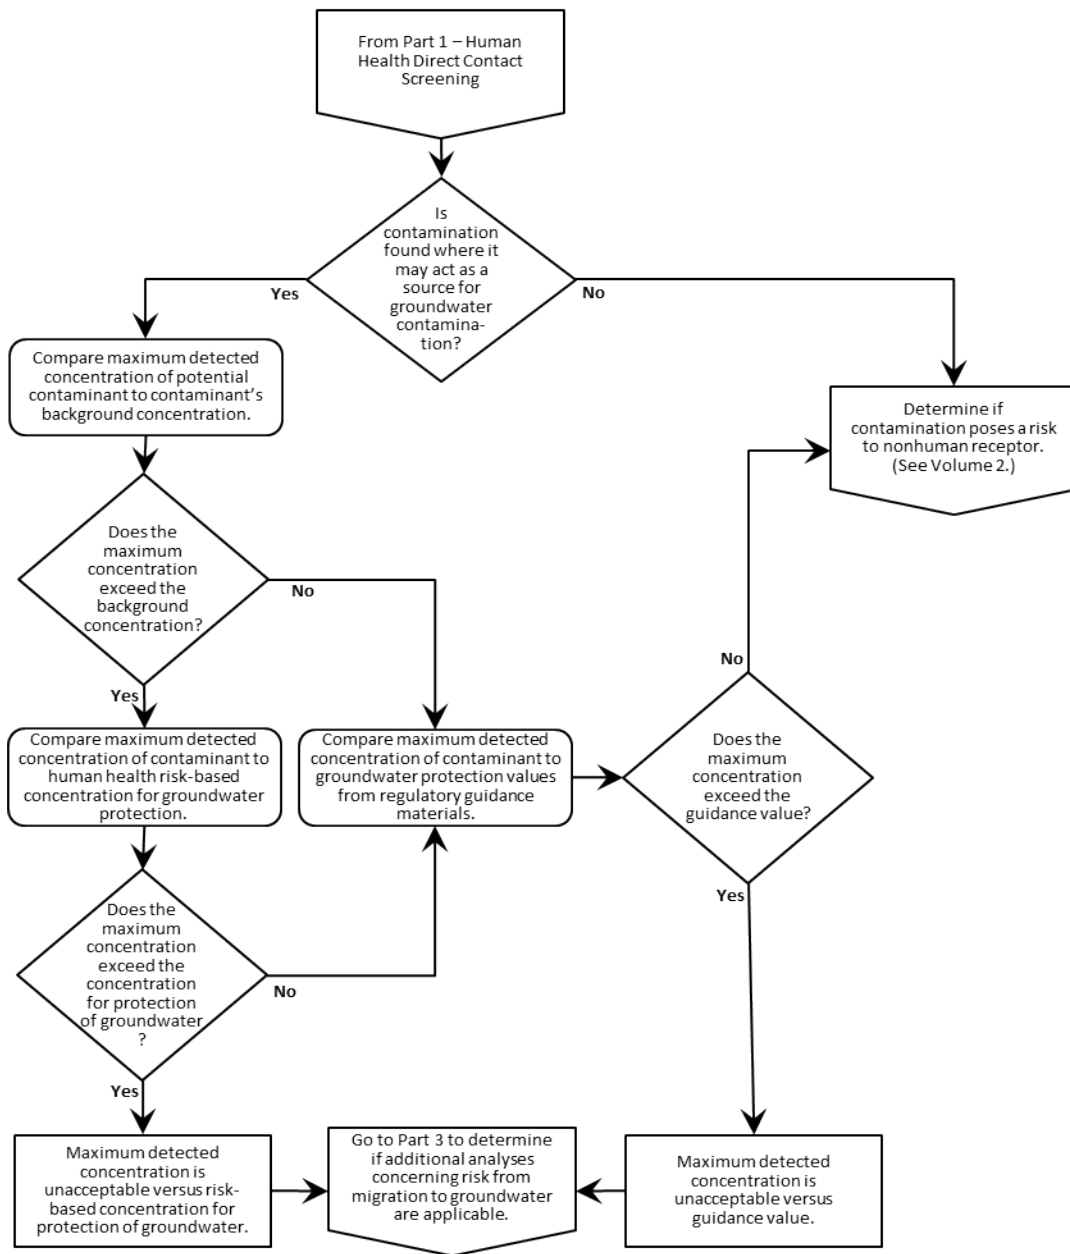 From Part 1 – Human
Health Direct Contact
Screening
Is
contamination
found where it
may act as a
source for
groundwater
contamina-
tion?
Yes
No
Compare maximum detected
concentration of potential
contaminant to contaminant’s
background concentration.
Determine if
contamination poses a risk
to nonhuman receptor.
(See Volume 2.)
Does the
maximum
concentration
exceed the
background
concentration?
No
Yes
Compare maximum detected
concentration of contaminant to
human health risk-based
concentration for groundwater
protection.
Compare maximum detected
concentration of contaminant to
groundwater protection values
from regulatory guidance
materials.
No
Does the
maximum
concentration
exceed the
guidance value?
Yes
Does the
maximum
concentration
exceed the
concentration
for protection
of groundwater
?
No
Yes
Maximum detected
concentration is
unacceptable versus risk-
based concentration for
protection of groundwater.
Go to Part 3 to determine
if additional analyses
concerning risk from
migration to groundwater
are applicable.
Maximum detected
concentration is
unacceptable versus
guidance value.